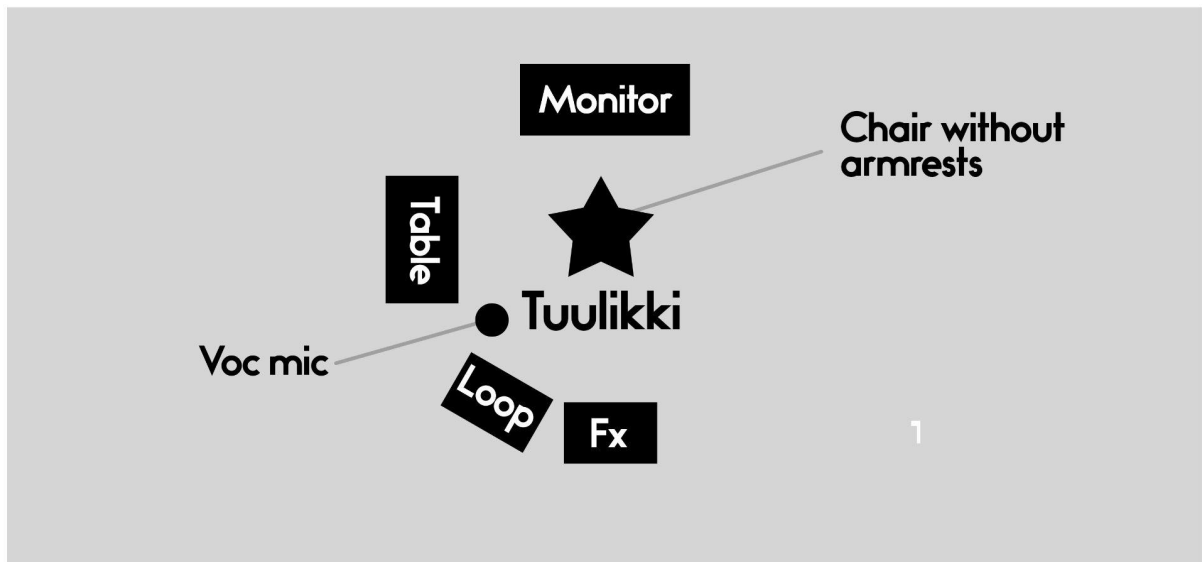 Monitor
Chair without
armrests
Table
Tuulikki
Voc mic
Loop
Fx
1